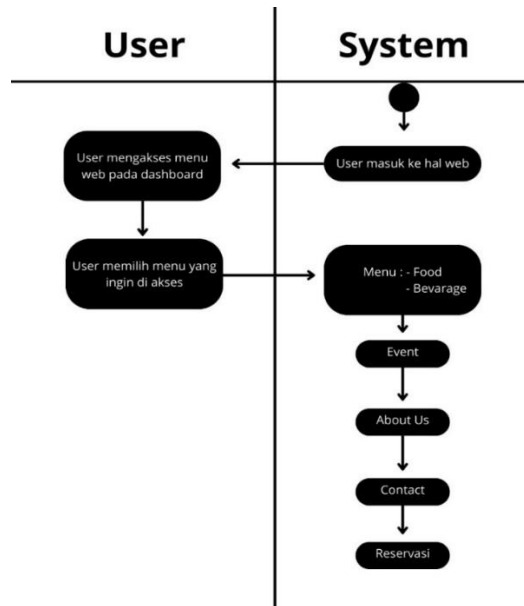 User
System
User masuk ke hal web
User mengakses menu
web pada dashboard
User memilih menu yang
ingin di akses
Menu : - Food
- Bevarage
Event
About Us
Contact
Reservasi